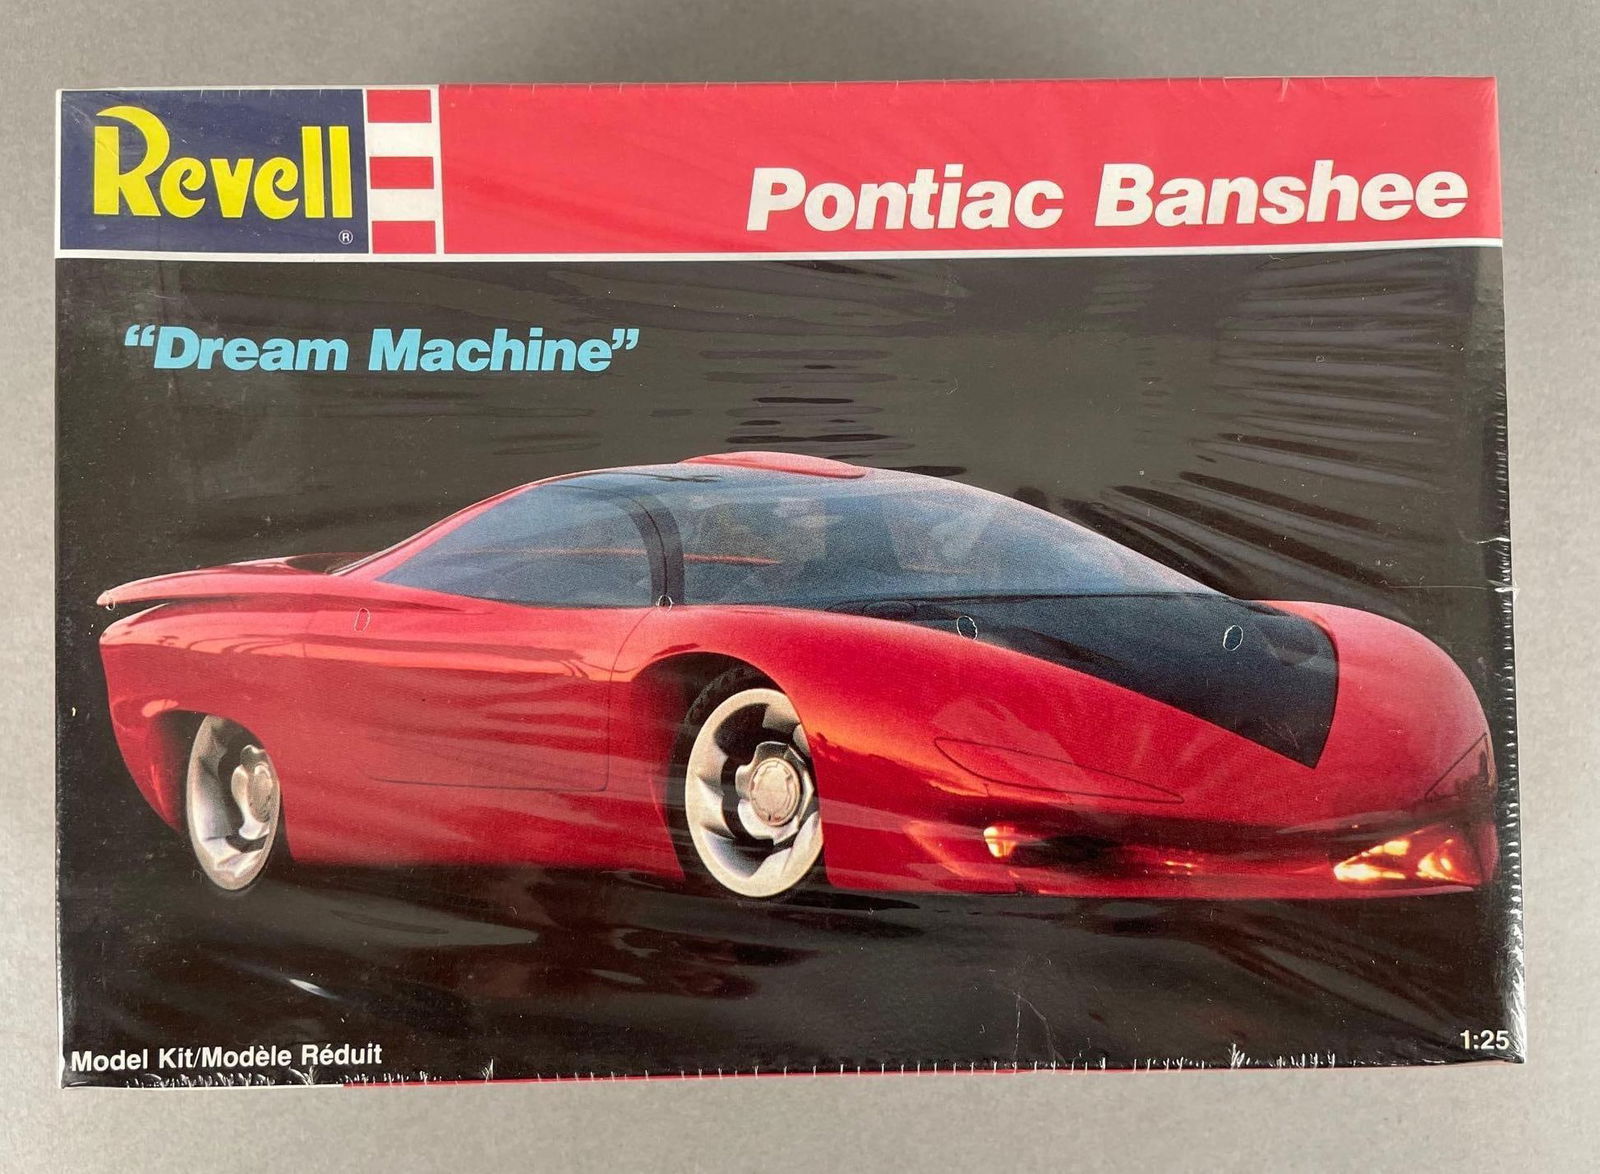 Revell
®
Pontiac Banshee
“Dream Machine”
Model Kit/Modèle Réduit
1:25